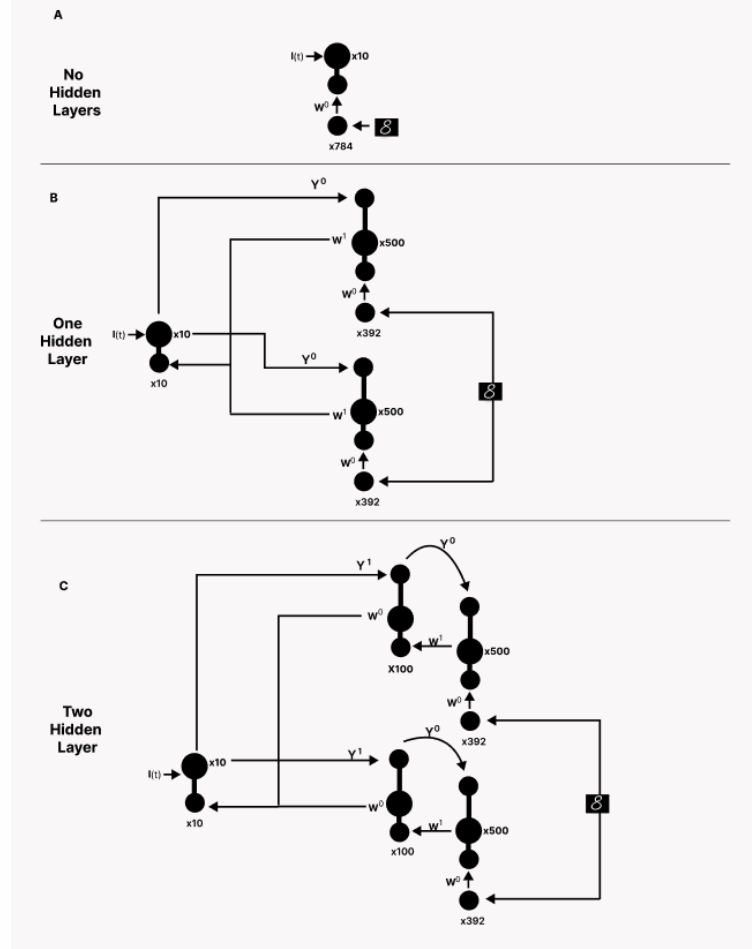 A
No
Hidden
Layers
I(t)
x10
W⁰
8
x784
B
One
Hidden
Layer
Y⁰
W¹
x500
W⁰
x392
I(t)
x10
Y⁰
x10
8
W¹
x500
W⁰
x392
C
Two
Hidden
Layer
Y⁰
Y¹
W⁰
W¹
x500
X100
W⁰
x392
Y⁰
x10
Y¹
I(t)
x10
8
W⁰
W¹
x500
x100
W⁰
x392